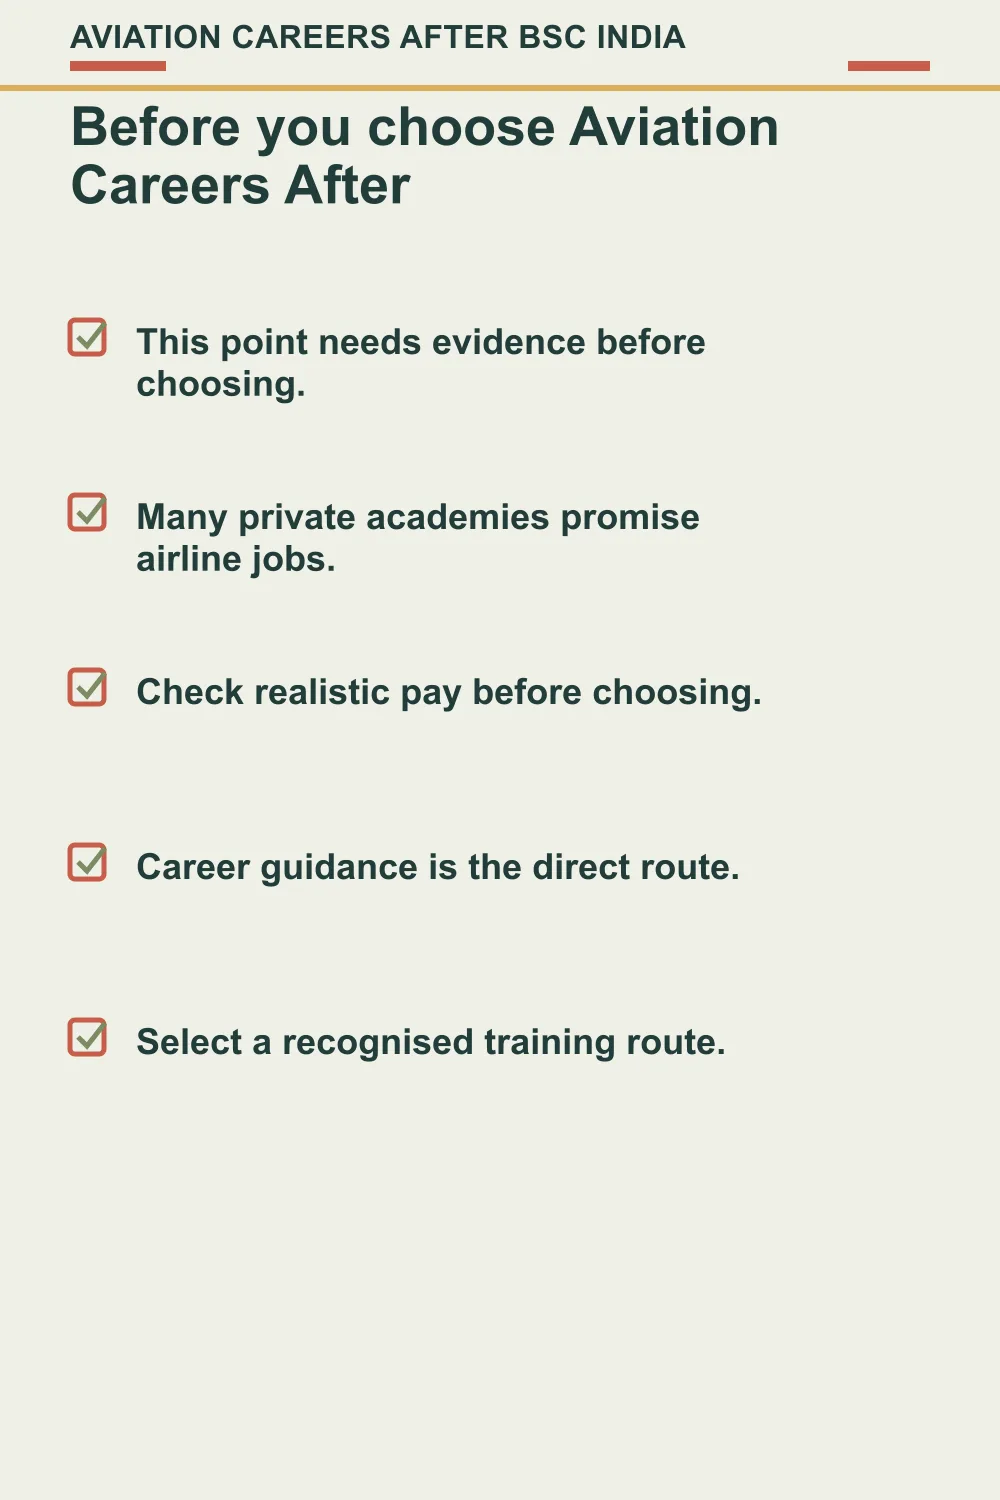 AVIATION CAREERS AFTER BSC INDIA
Before you choose Aviation
Careers After
This point needs evidence before
choosing.
Many private academies promise
airline jobs.
Check realistic pay before choosing.
Career guidance is the direct route.
Select a recognised training route.